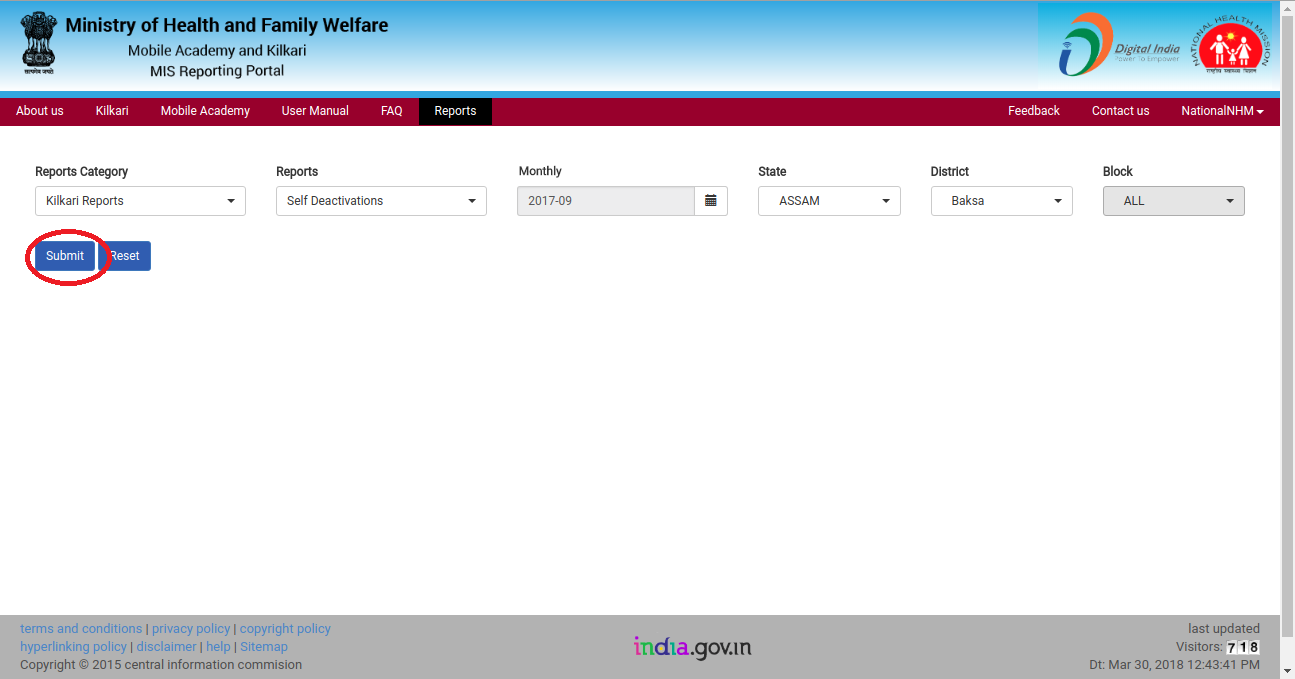 Ministry of Health and Family Welfare
Mobile Academy and Kilkari
MIS Reporting Portal
सत्यमेव जयते
Digital India
Power To Empower
NATIONAL HEALTH MISSION
राष्ट्रीय स्वास्थ्य मिशन
About us Kilkari Mobile Academy User Manual FAQ Reports Feedback Contact us NationalNHM
Reports Category Reports Monthly State District Block
Kilkari Reports Self Deactivations 2017-09 ASSAM Baksa ALL
Submit Reset
terms and conditions | privacy policy | copyright policy
hyperlinking policy | disclaimer | help | Sitemap
Copyright © 2015 central information commision
india.gov.in
last updated
Visitors: 718
Dt: Mar 30, 2018 12:43:41 PM